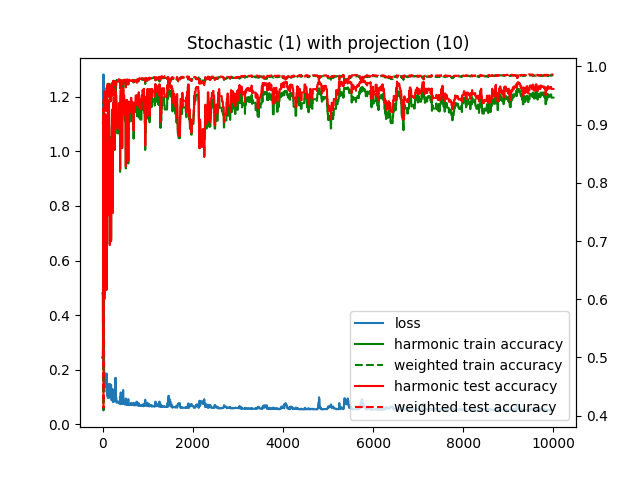 Stochastic (1) with projection (10)
1.2
1.0
0.8
0.6
0.4
0.2
0.0
1.0
0.9
0.8
0.7
0.6
0.5
0.4
loss
harmonic train accuracy
weighted train accuracy
harmonic test accuracy
weighted test accuracy
0 2000 4000 6000 8000 10000